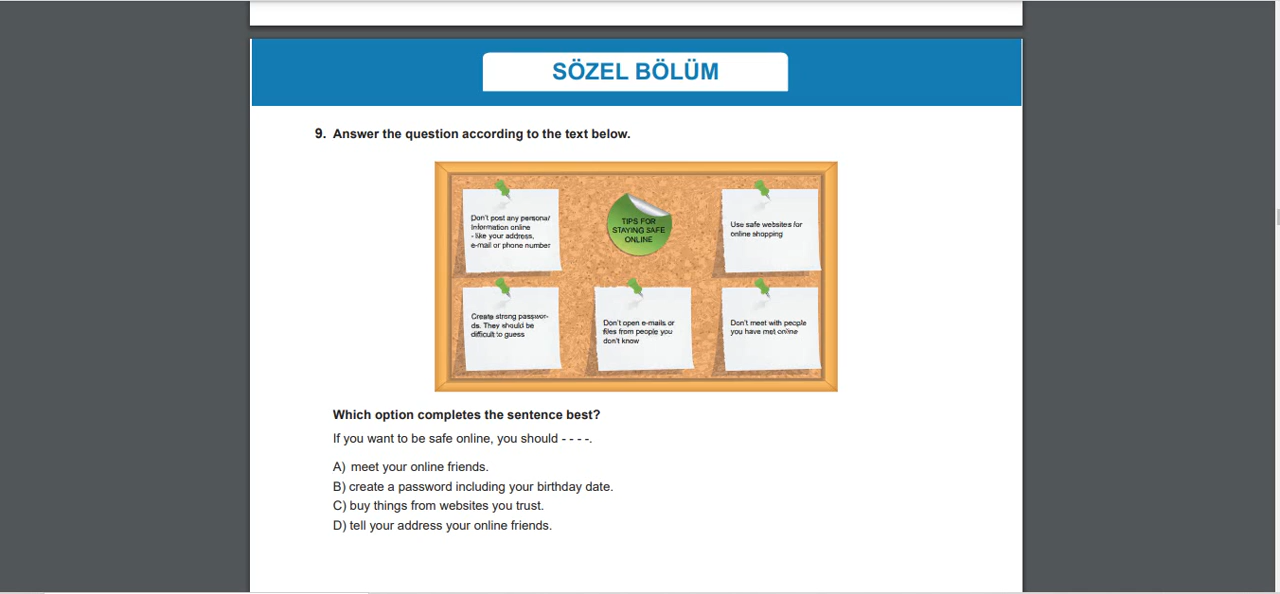 SÖZEL BÖLÜM
9. Answer the question according to the text below.
Don't post any personal
Information online
- like your address,
e-mail or phone number
TIPS FOR
STAYING SAFE
ONLINE
Use safe websites for
online shopping
Create strong passwor-
ds. They should be
difficult to guess
Don't open e-mails or
files from people you
don't know
Don't meet with people
you have met online
Which option completes the sentence best?
If you want to be safe online, you should - - - -.
A) meet your online friends.
B) create a password including your birthday date.
C) buy things from websites you trust.
D) tell your address your online friends.